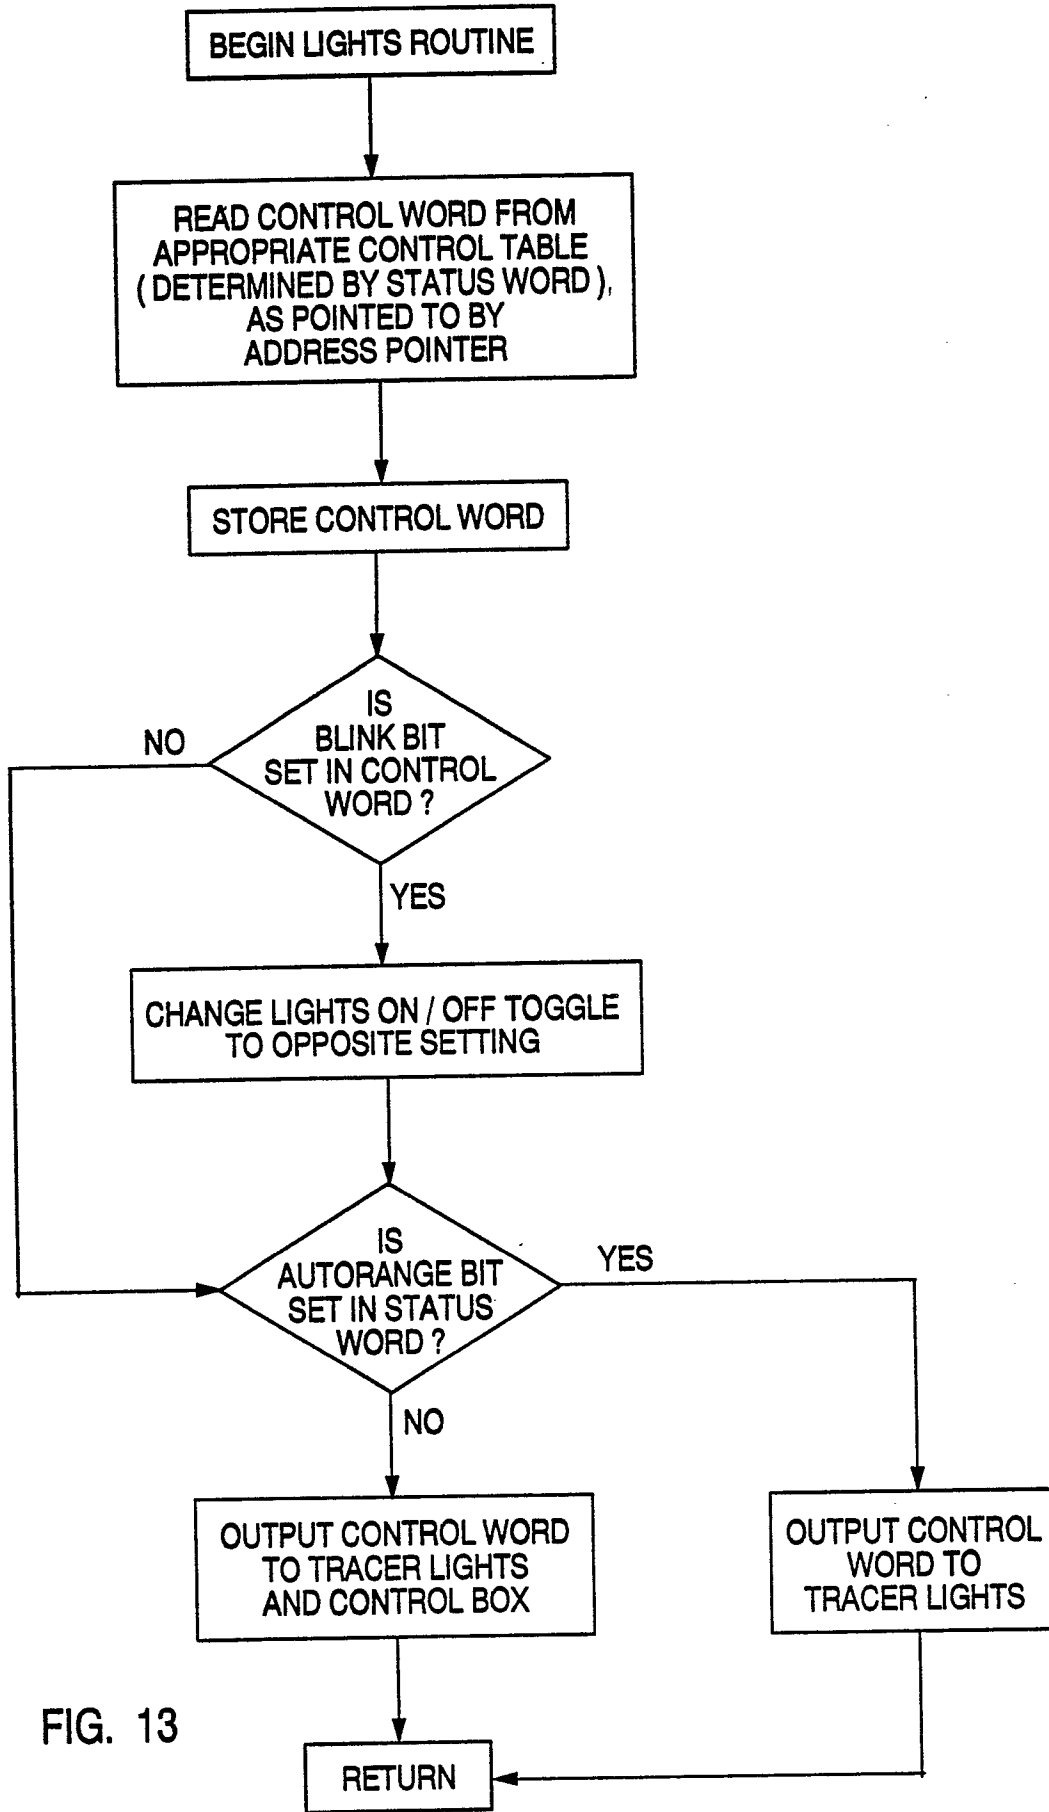 BEGIN LIGHTS ROUTINE
READ CONTROL WORD FROM
APPROPRIATE CONTROL TABLE
( DETERMINED BY STATUS WORD ),
AS POINTED TO BY
ADDRESS POINTER
STORE CONTROL WORD
IS
BLINK BIT
SET IN CONTROL
WORD ?
NO
YES
CHANGE LIGHTS ON / OFF TOGGLE
TO OPPOSITE SETTING
IS
AUTORANGE BIT
SET IN STATUS
WORD ?
YES
NO
OUTPUT CONTROL WORD
TO TRACER LIGHTS
AND CONTROL BOX
OUTPUT CONTROL
WORD TO
TRACER LIGHTS
FIG. 13
RETURN